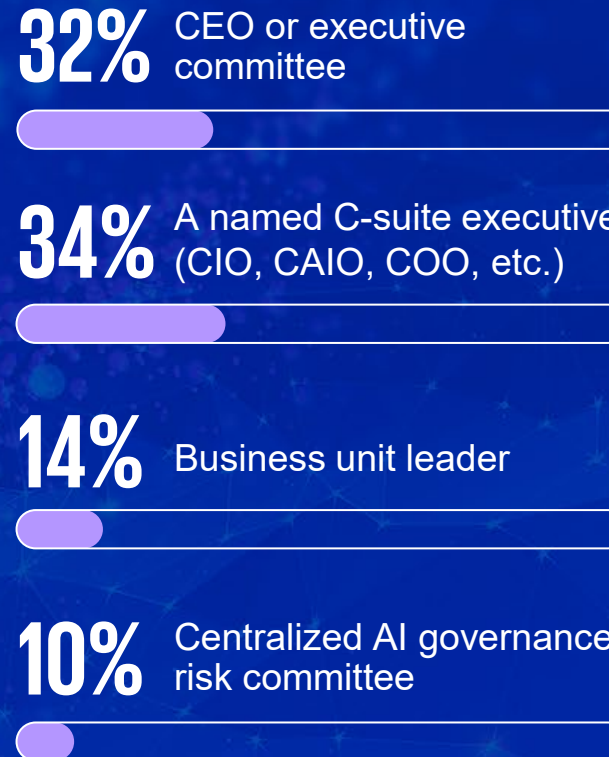 32% CEO or executive
committee
34% A named C-suite executive
(CIO, CAIO, COO, etc.)
14% Business unit leader
10% Centralized AI governance
risk committee